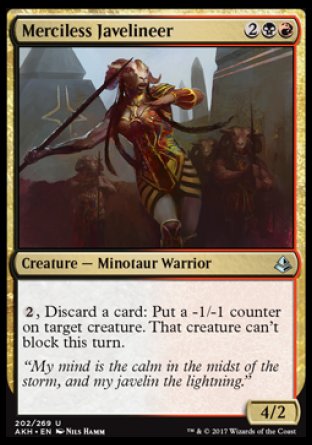 Merciless Javelineer 2
Creature — Minotaur Warrior
2, Discard a card: Put a -1/-1 counter
on target creature. That creature can't
block this turn.
"My mind is the calm in the midst of the
storm, and my javelin the lightning."
4/2
202/269 U
AKH • EN Nils Hamm
™ & © 2017 Wizards of the Coast